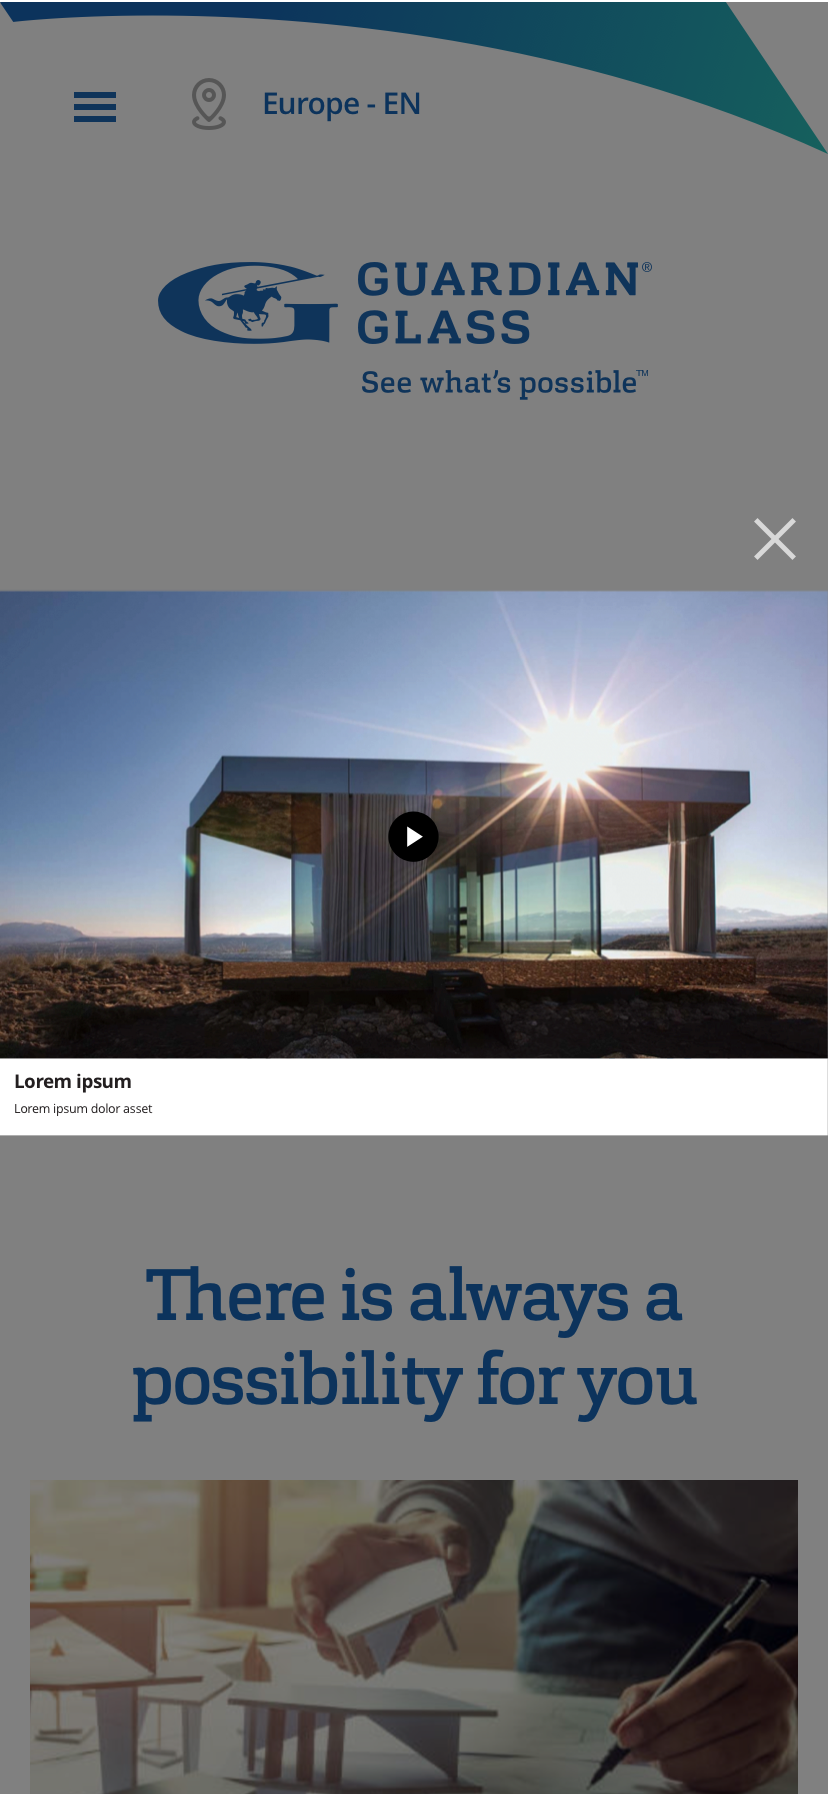 Europe - EN
GUARDIAN®
GLASS
See what's possible™
Lorem ipsum
Lorem ipsum dolor asset
There is always a
possibility for you